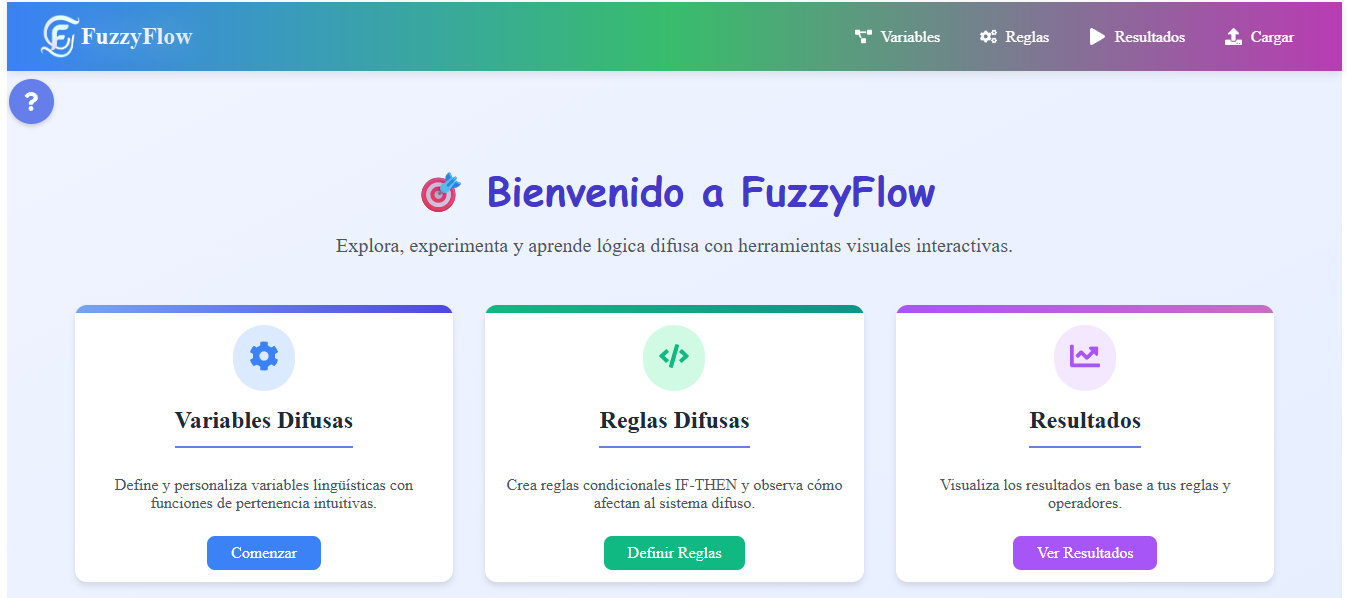 FuzzyFlow
Variables
Reglas
Resultados
Cargar
?
Bienvenido a FuzzyFlow
Explora, experimenta y aprende lógica difusa con herramientas visuales interactivas.
Variables Difusas
Define y personaliza variables lingüísticas con
funciones de pertenencia intuitivas.
Comenzar
Reglas Difusas
Crea reglas condicionales IF-THEN y observa cómo
afectan al sistema difuso.
Definir Reglas
Resultados
Visualiza los resultados en base a tus reglas y
operadores.
Ver Resultados